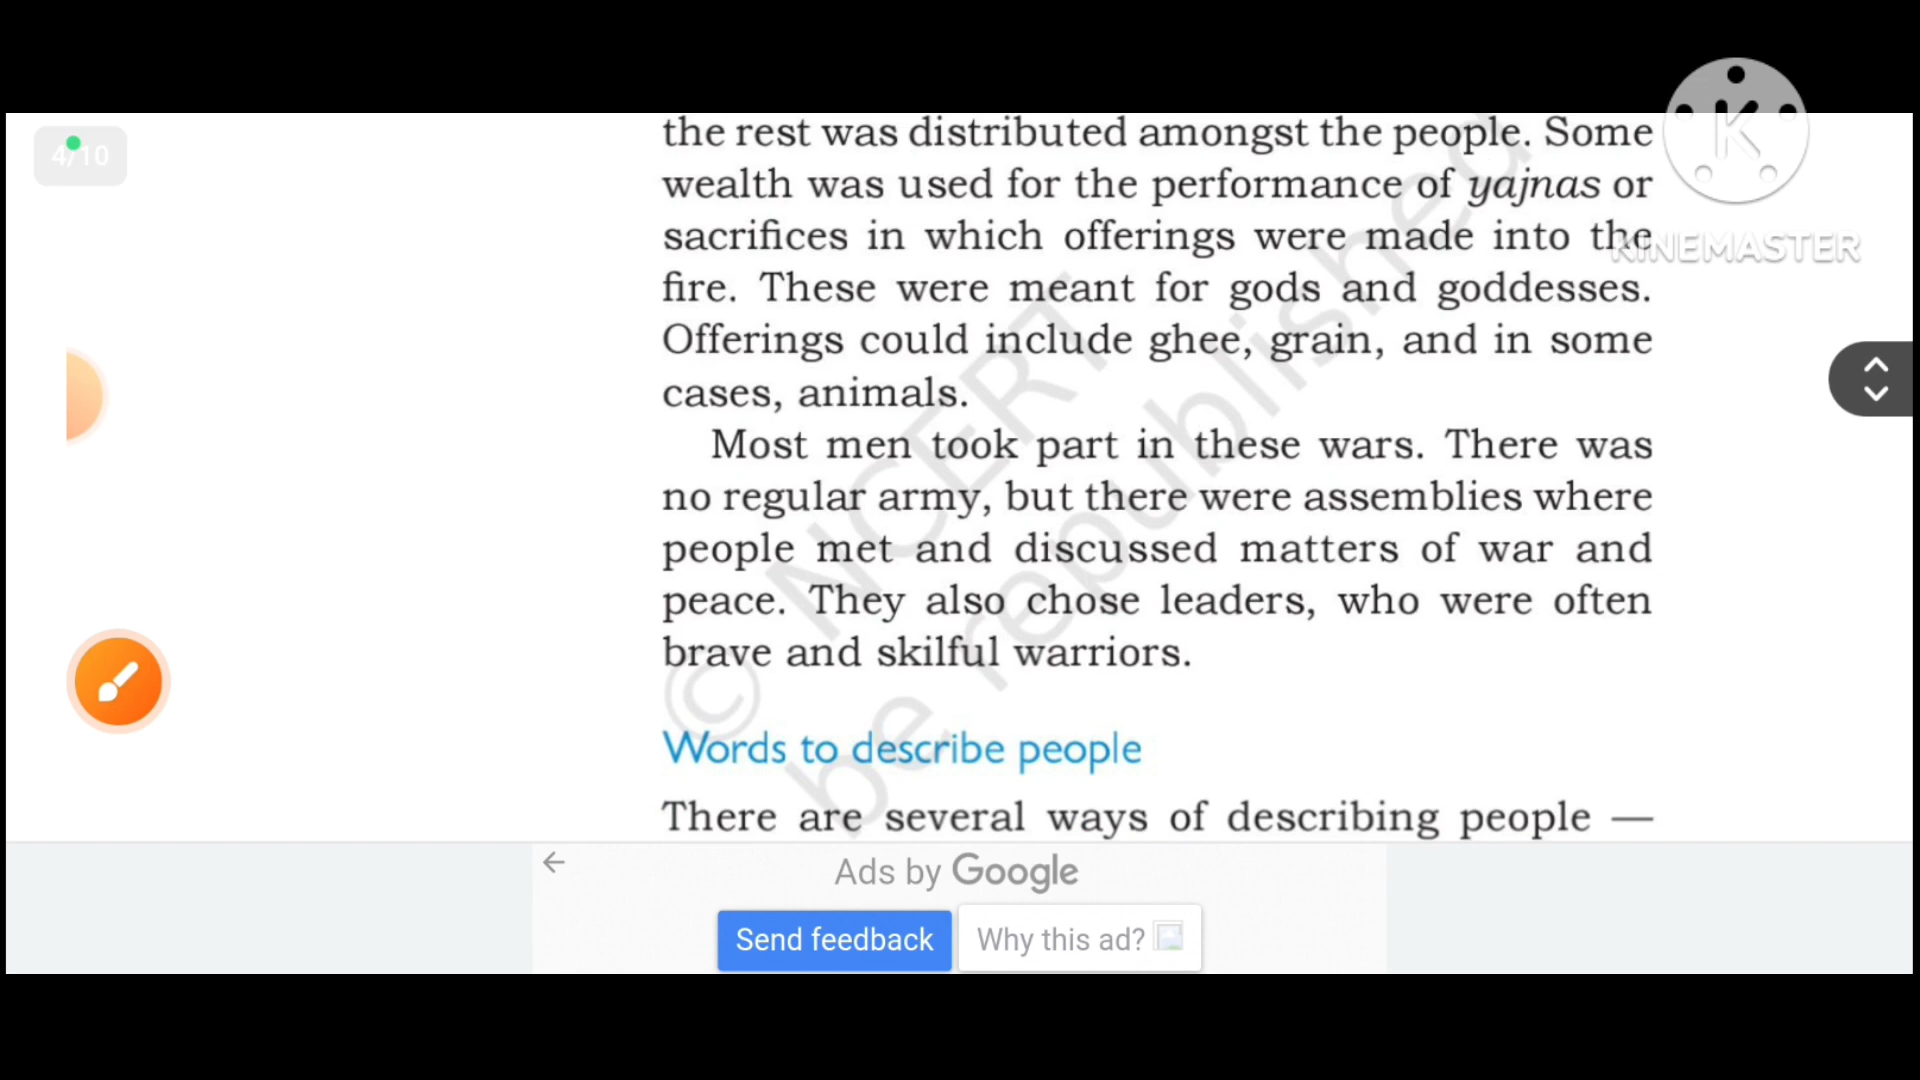 4/10
the rest was distributed amongst the people. Some
wealth was used for the performance of yajnas or
sacrifices in which offerings were made into the
fire. These were meant for gods and goddesses.
Offerings could include ghee, grain, and in some
cases, animals.
Most men took part in these wars. There was
no regular army, but there were assemblies where
people met and discussed matters of war and
peace. They also chose leaders, who were often
brave and skilful warriors.
Words to describe people
There are several ways of describing people —
© NCERT
be republished
K
KINEMASTER
Ads by Google
Send feedback
Why this ad?